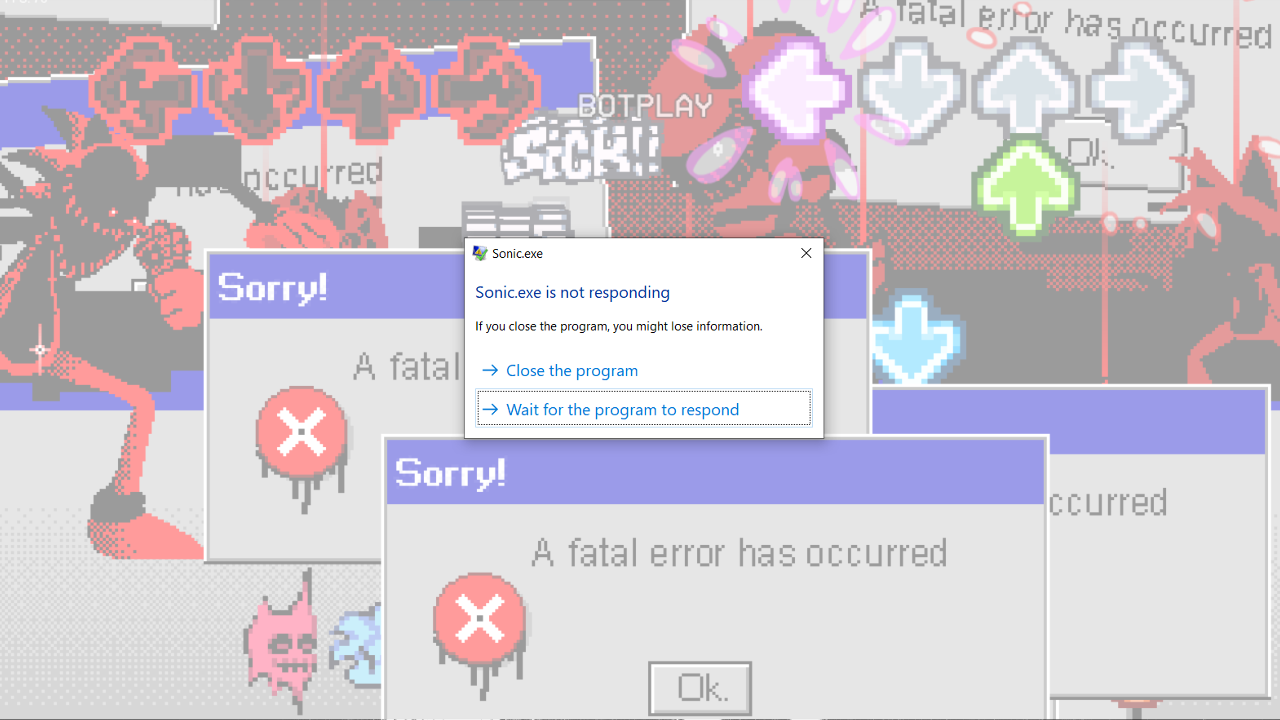 A fatal error has occurred
BOTPLAY
SiCK!!
Ok.
has occurred
Sonic.exe
Sorry!
Sonic.exe is not responding
If you close the program, you might lose information.
A fatal
Close the program
Wait for the program to respond
Sorry!
occurred
A fatal error has occurred
Ok.